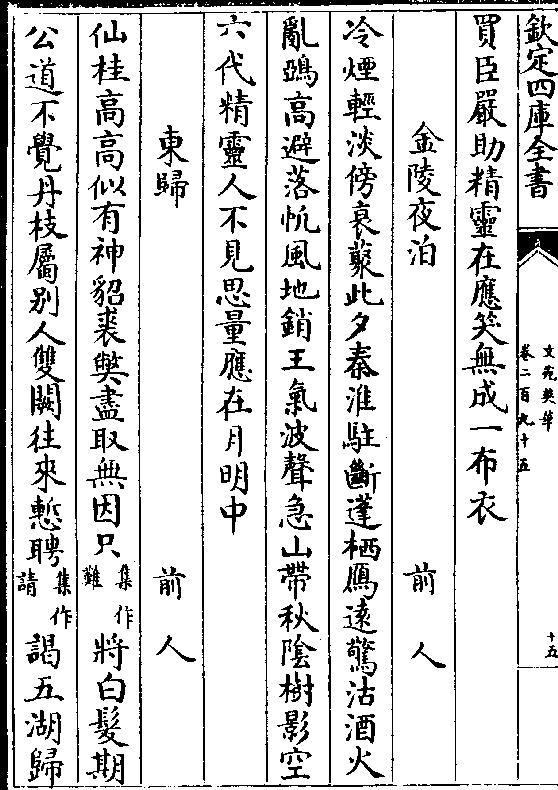 欽定四庫全書
文苑英華
卷二百九十五
十五
買臣嚴助精靈在應笑無成一布衣
金陵夜泊
前人
冷煙輕淡傍衰叢此夕秦淮駐斷蓬栖鴈遠驚沽酒火
亂鵶高避落帆風地銷王氣波聲急山帶秋陰樹影空
六代精靈人不見思量應在月明中
東歸
前人
仙桂高高似有神貂裘獘盡取無因只集作難將白髮期
公道不覺丹枝屬別人雙闕往來慙聘集作請謁五湖歸